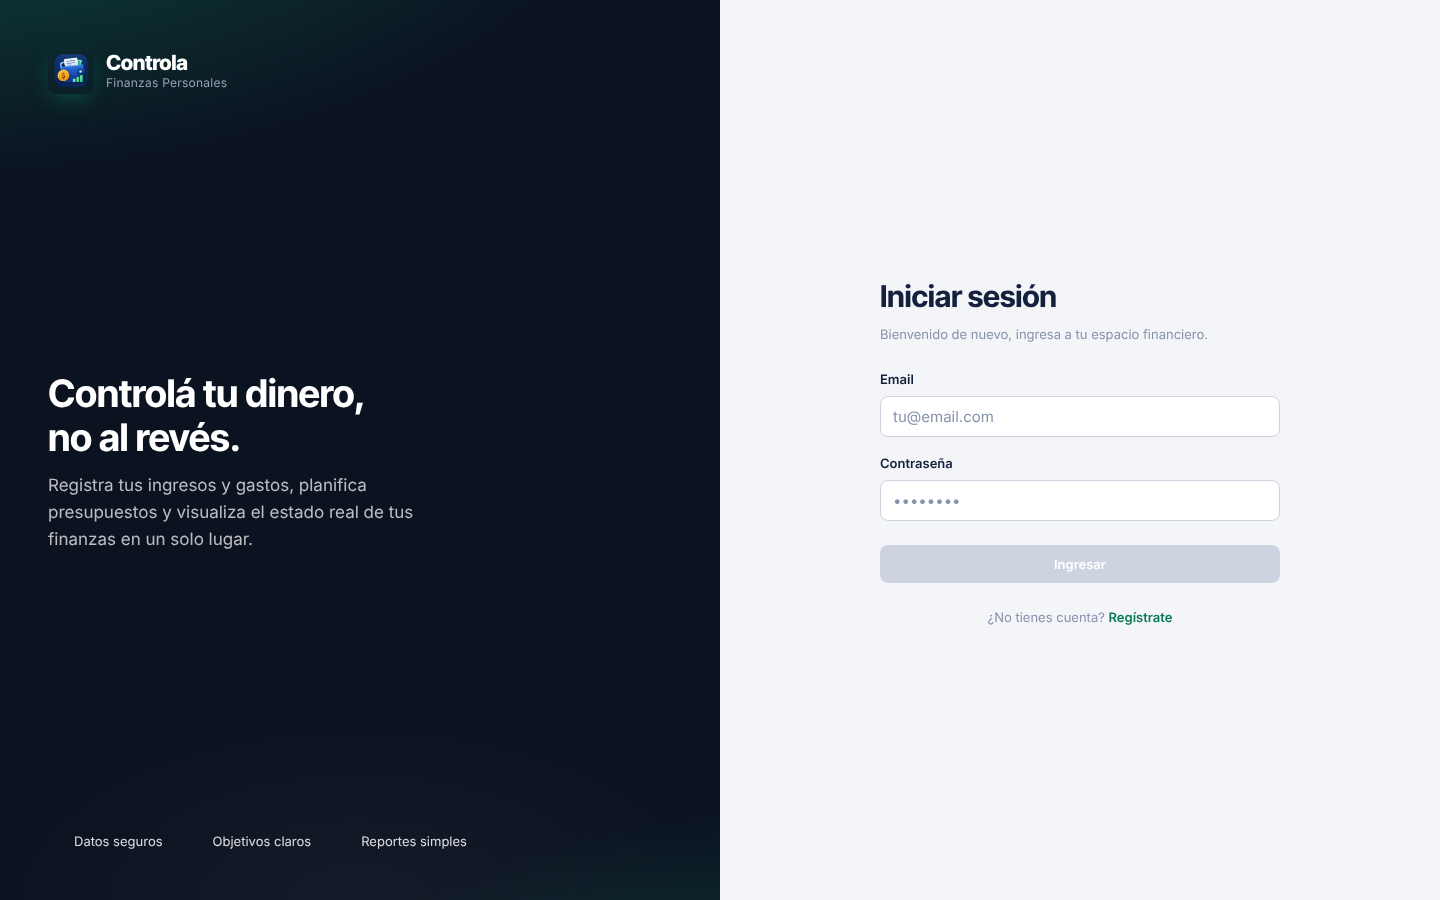 Controla
Finanzas Personales
Controlá tu dinero,
no al revés.
Registra tus ingresos y gastos, planifica
presupuestos y visualiza el estado real de tus
finanzas en un solo lugar.
Datos seguros
Objetivos claros
Reportes simples
Iniciar sesión
Bienvenido de nuevo, ingresa a tu espacio financiero.
Email
tu@email.com
Contraseña
••••••••
Ingresar
¿No tienes cuenta? Regístrate